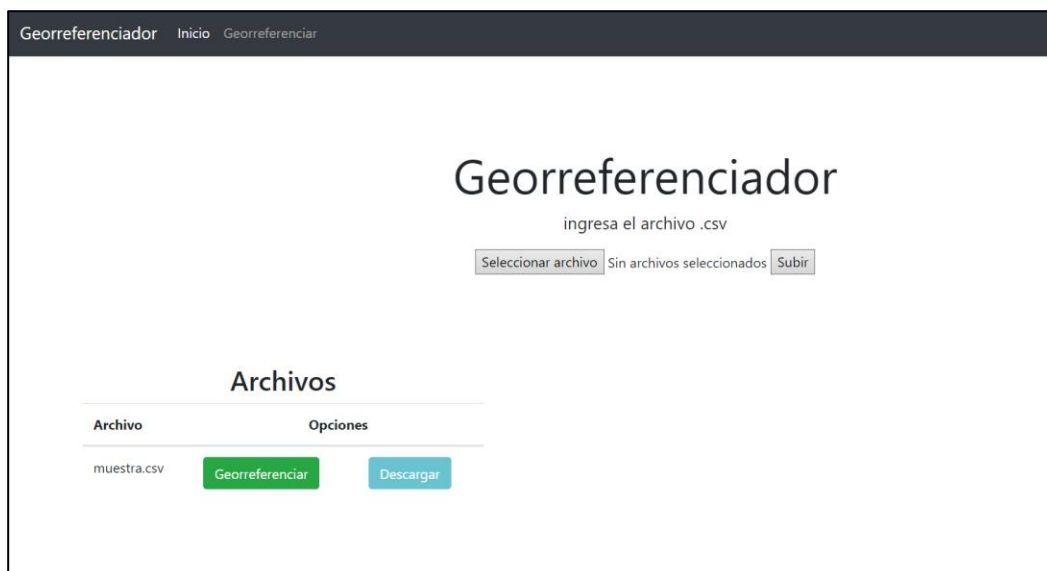 Georreferenciador Inicio Georreferenciar
Georreferenciador
ingresa el archivo .csv
Seleccionar archivo Sin archivos seleccionados Subir
Archivos
Archivo Opciones
muestra.csv Georreferenciar Descargar